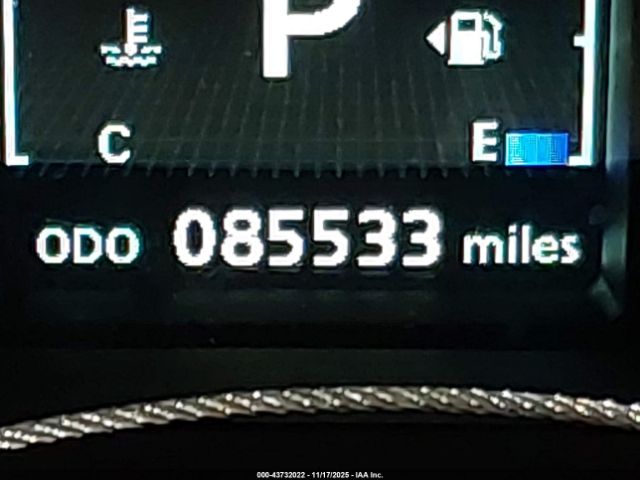 P
C E
ODO 085533 miles
000-43732022 - 11/17/2025 - IAA Inc.